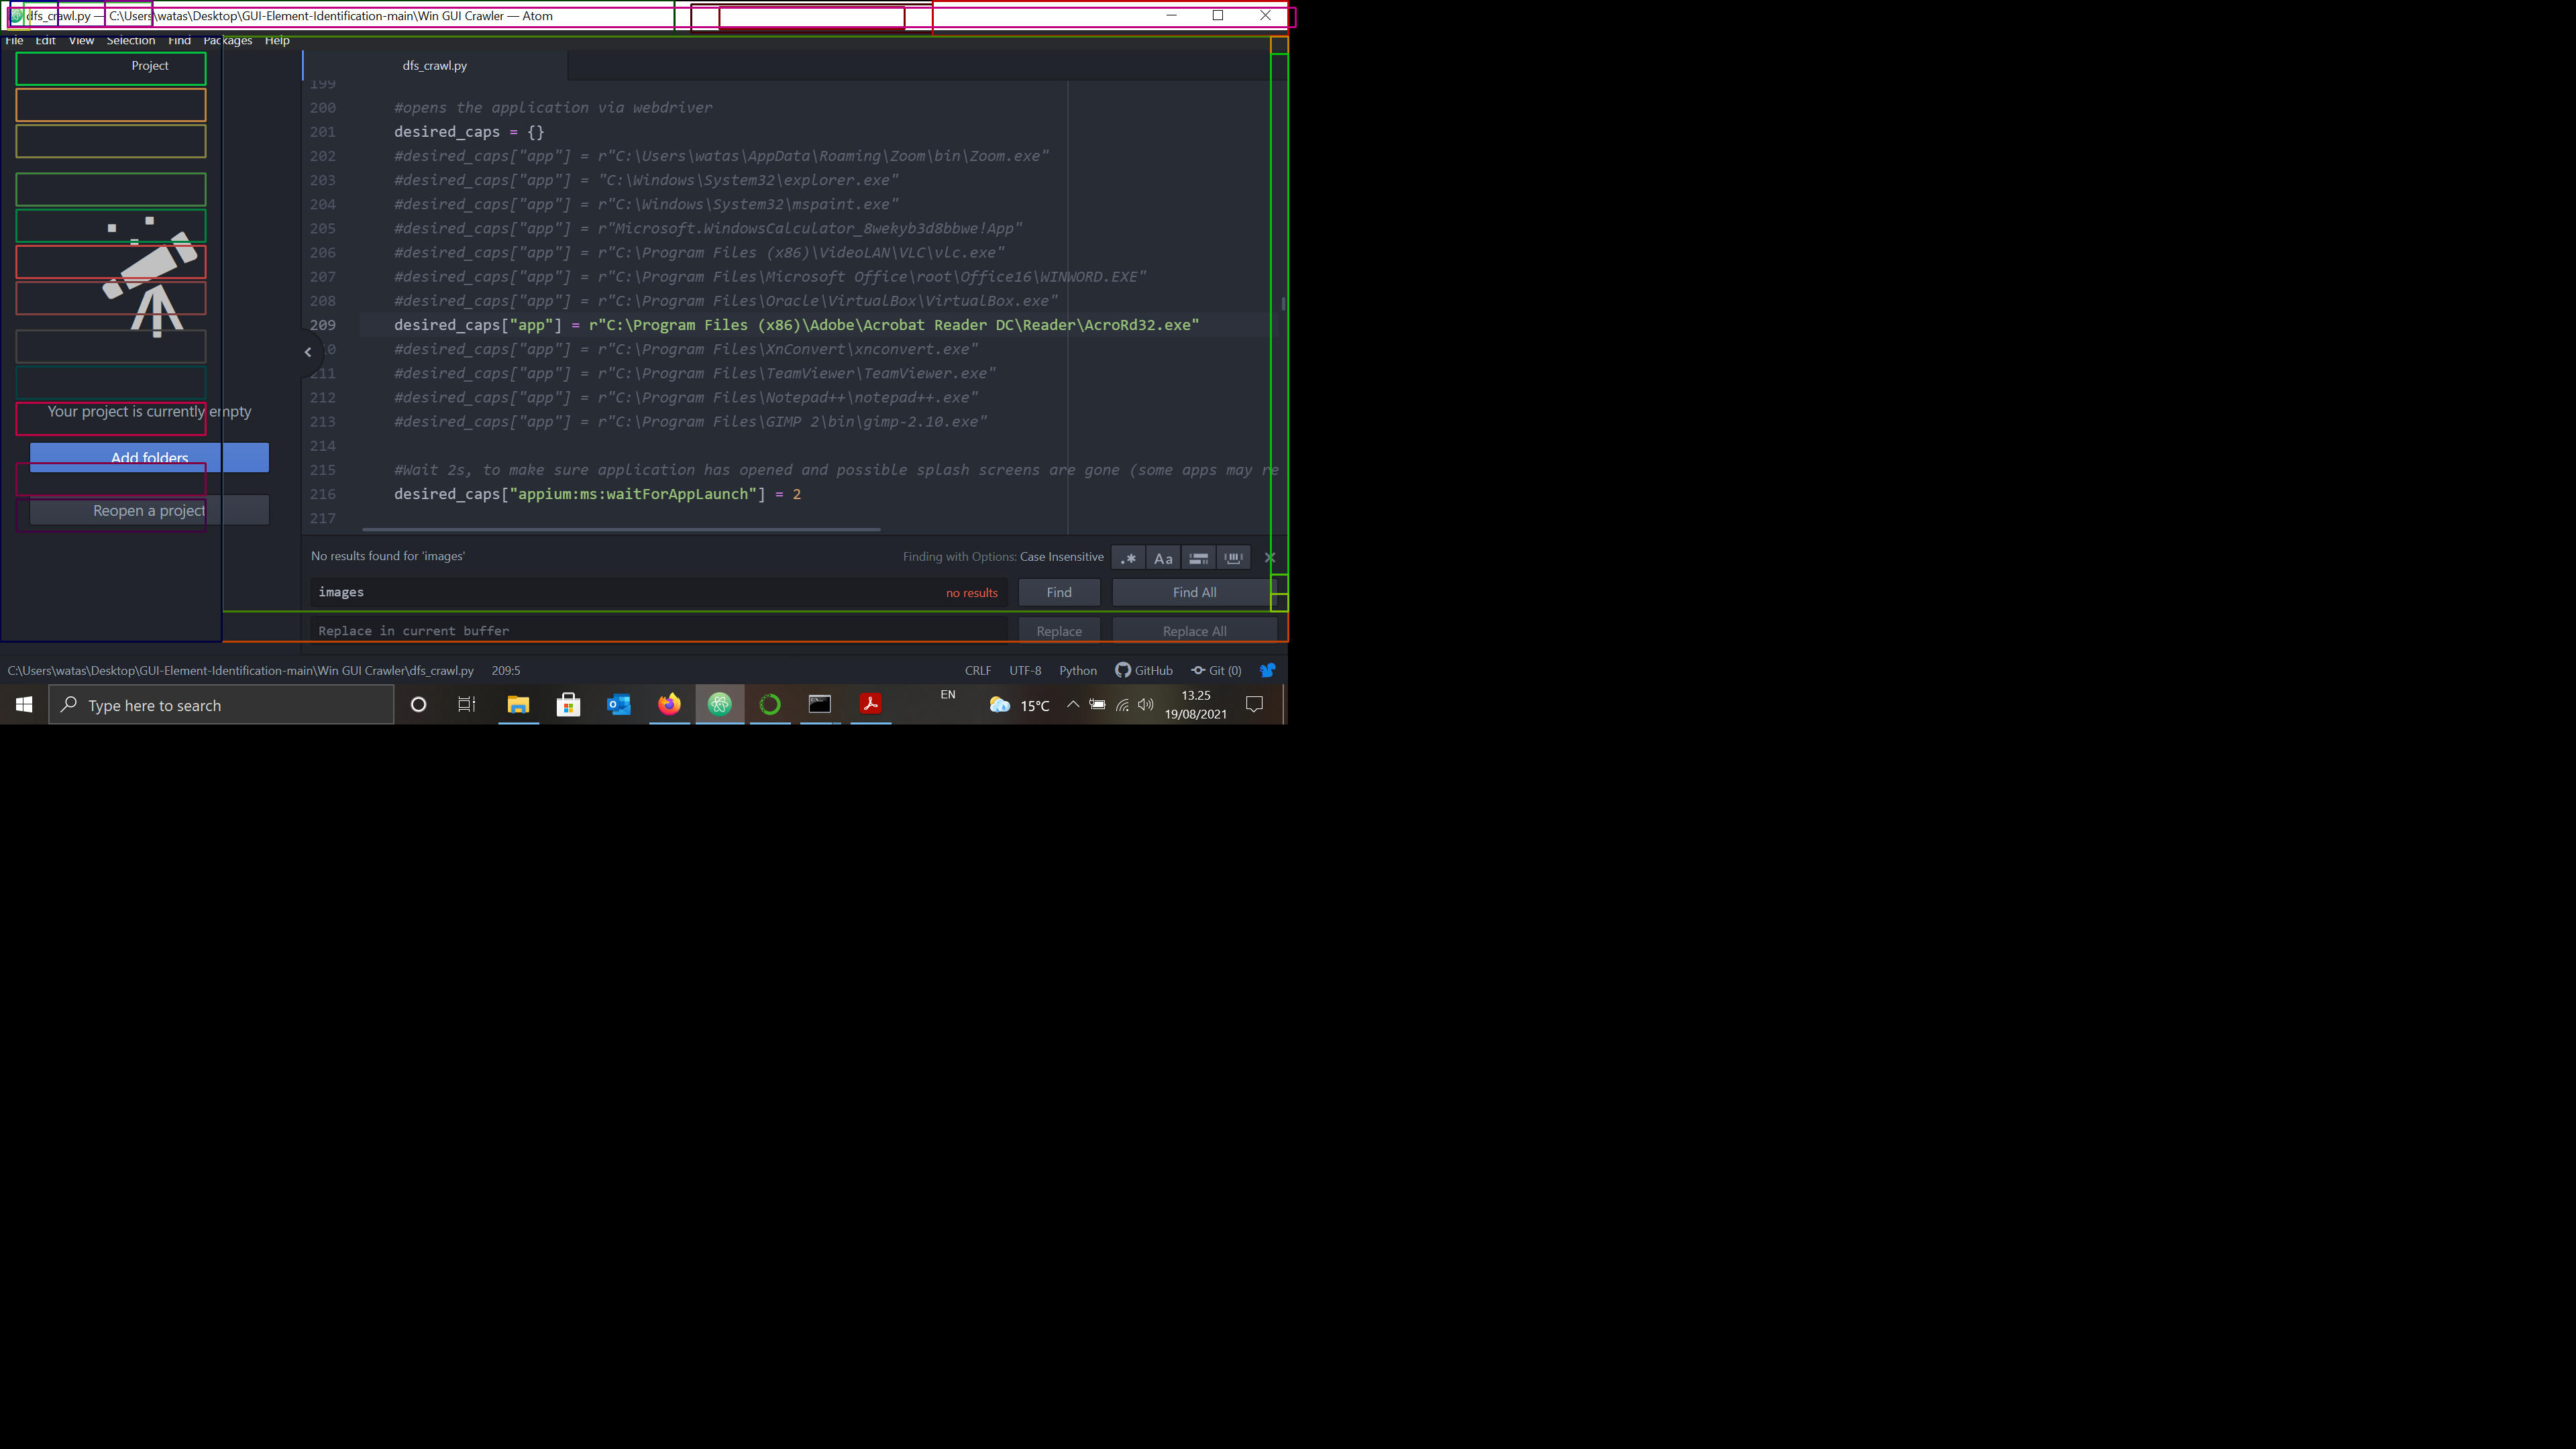 dfs_crawl.py — C:\Users\watas\Desktop\GUI-Element-Identification-main\Win GUI Crawler — Atom
File Edit View Selection Find Packages Help
Project
Your project is currently empty
Add folders
Reopen a project
dfs_crawl.py
199
200 #opens the application via webdriver
201 desired_caps = {}
202 #desired_caps["app"] = r"C:\Users\watas\AppData\Roaming\Zoom\bin\Zoom.exe"
203 #desired_caps["app"] = "C:\Windows\System32\explorer.exe"
204 #desired_caps["app"] = r"C:\Windows\System32\mspaint.exe"
205 #desired_caps["app"] = r"Microsoft.WindowsCalculator_8wekyb3d8bbwe!App"
206 #desired_caps["app"] = r"C:\Program Files (x86)\VideoLAN\VLC\vlc.exe"
207 #desired_caps["app"] = r"C:\Program Files\Microsoft Office\root\Office16\WINWORD.EXE"
208 #desired_caps["app"] = r"C:\Program Files\Oracle\VirtualBox\VirtualBox.exe"
209 desired_caps["app"] = r"C:\Program Files (x86)\Adobe\Acrobat Reader DC\Reader\AcroRd32.exe"
0 #desired_caps["app"] = r"C:\Program Files\XnConvert\xnconvert.exe"
211 #desired_caps["app"] = r"C:\Program Files\TeamViewer\TeamViewer.exe"
212 #desired_caps["app"] = r"C:\Program Files\Notepad++\notepad++.exe"
213 #desired_caps["app"] = r"C:\Program Files\GIMP 2\bin\gimp-2.10.exe"
214
215 #Wait 2s, to make sure application has opened and possible splash screens are gone (some apps may re
216 desired_caps["appium:ms:waitForAppLaunch"] = 2
217
No results found for 'images' Finding with Options: Case Insensitive .* Aa
images no results Find Find All
Replace in current buffer Replace Replace All
C:\Users\watas\Desktop\GUI-Element-Identification-main\Win GUI Crawler\dfs_crawl.py 209:5 CRLF UTF-8 Python GitHub Git (0)
Type here to search EN 15°C 13.25
19/08/2021